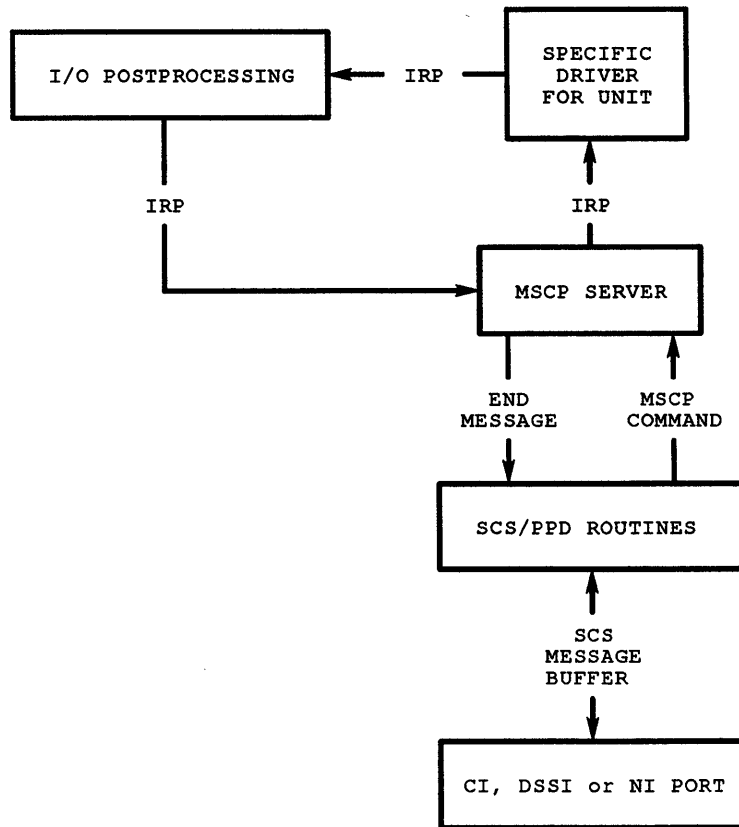 SPECIFIC
DRIVER
FOR UNIT
I/O POSTPROCESSING
IRP
IRP
IRP
MSCP SERVER
END
MESSAGE
MSCP
COMMAND
SCS/PPD ROUTINES
SCS
MESSAGE
BUFFER
CI, DSSI or NI PORT